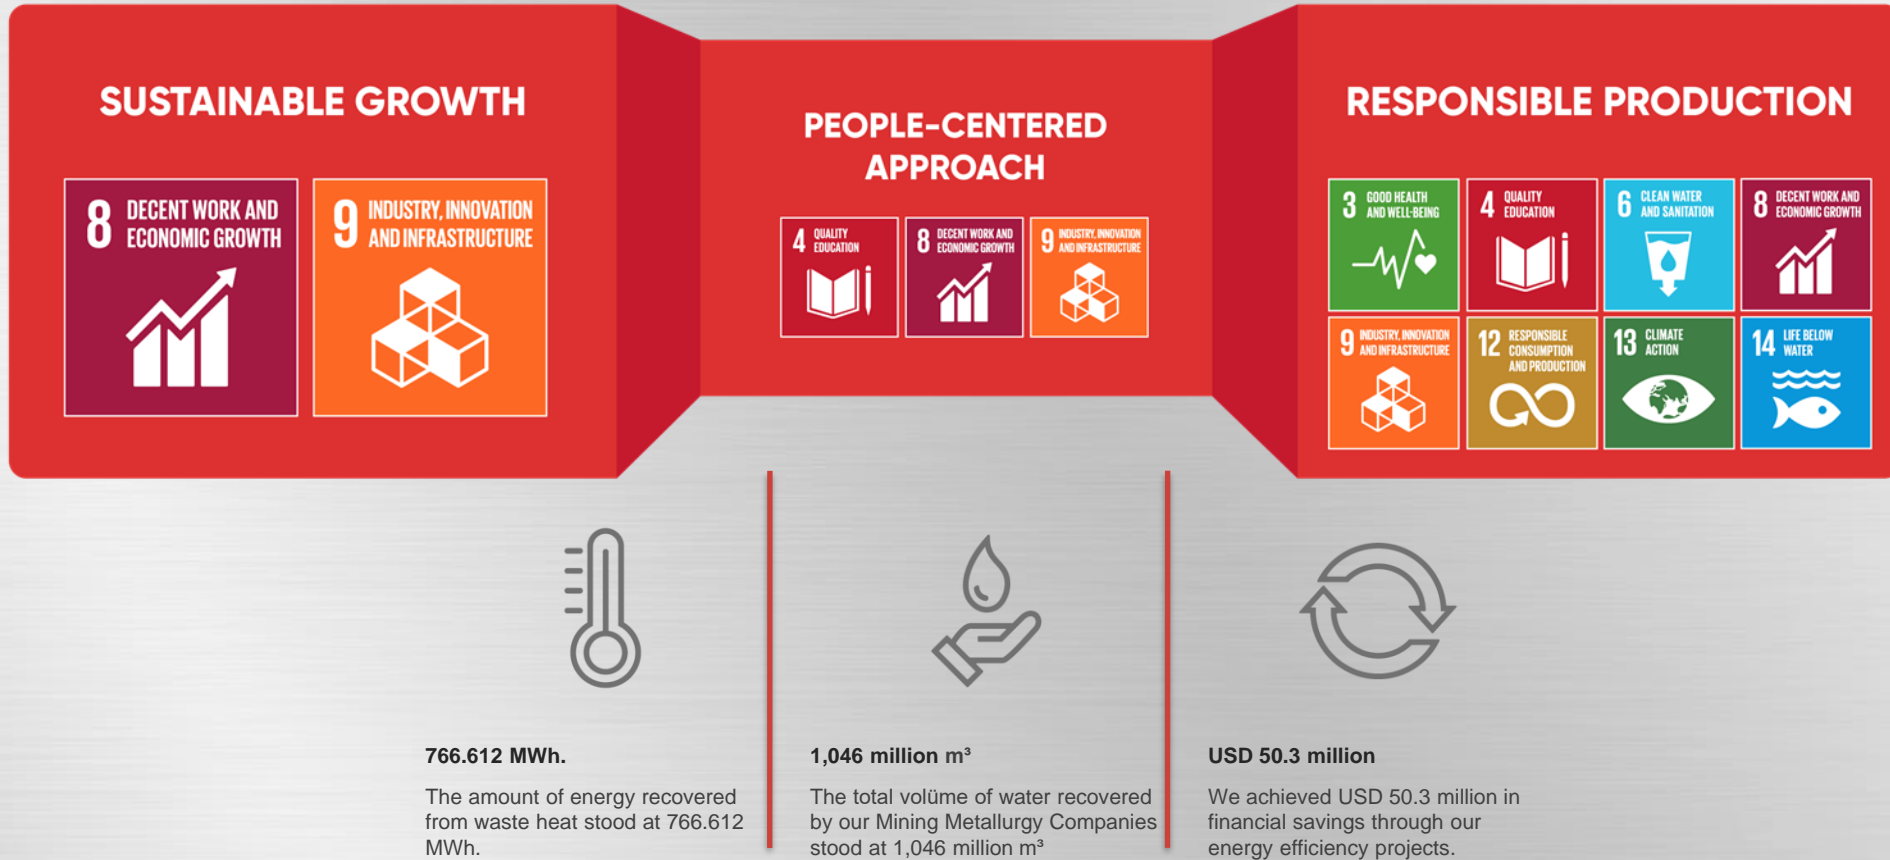 SUSTAINABLE GROWTH
8 DECENT WORK AND
ECONOMIC GROWTH
9 INDUSTRY, INNOVATION
AND INFRASTRUCTURE
PEOPLE-CENTERED
APPROACH
4 QUALITY
EDUCATION
8 DECENT WORK AND
ECONOMIC GROWTH
9 INDUSTRY, INNOVATION
AND INFRASTRUCTURE
RESPONSIBLE PRODUCTION
3 GOOD HEALTH
AND WELL-BEING
4 QUALITY
EDUCATION
6 CLEAN WATER
AND SANITATION
8 DECENT WORK AND
ECONOMIC GROWTH
9 INDUSTRY, INNOVATION
AND INFRASTRUCTURE
12 RESPONSIBLE
CONSUMPTION
AND PRODUCTION
13 CLIMATE
ACTION
14 LIFE BELOW
WATER
766.612 MWh.
The amount of energy recovered
from waste heat stood at 766.612
MWh.
1,046 million m³
The total volüme of water recovered
by our Mining Metallurgy Companies
stood at 1,046 million m³
USD 50.3 million
We achieved USD 50.3 million in
financial savings through our
energy efficiency projects.